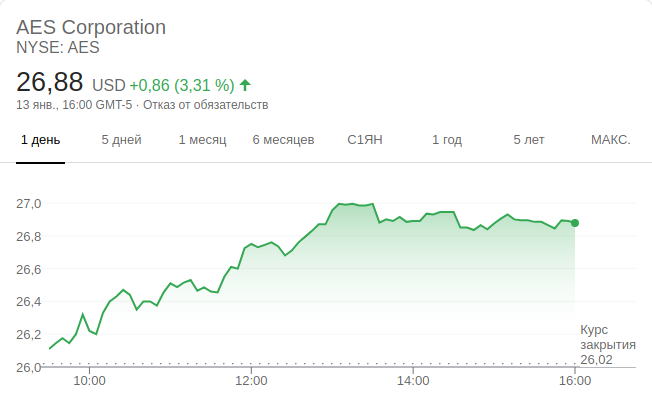 AES Corporation
NYSE: AES
26,88 USD +0,86 (3,31 %)
13 янв., 16:00 GMT-5 · Отказ от обязательств
1 день 5 дней 1 месяц 6 месяцев С1ЯН 1 год 5 лет МАКС.
27,0
26,8
26,6
26,4
26,2
26,0
Курс
закрытия
26,02
10:00 12:00 14:00 16:00